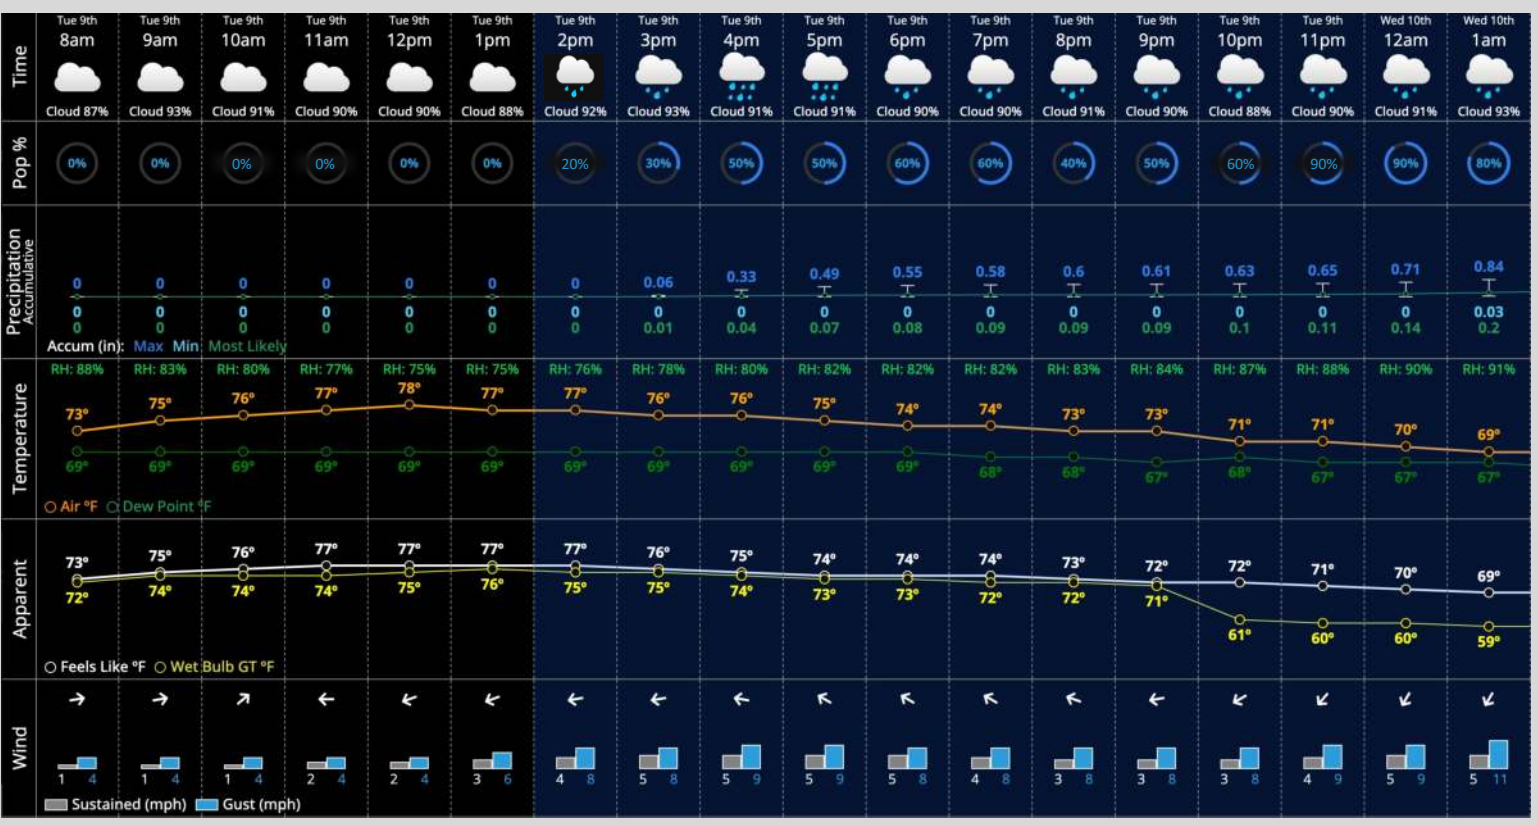 Time
Tue 9th Tue 9th Tue 9th Tue 9th Tue 9th Tue 9th Tue 9th Tue 9th Tue 9th Tue 9th Tue 9th Tue 9th Tue 9th Tue 9th Tue 9th Tue 9th Wed 10th Wed 10th
8am 9am 10am 11am 12pm 1pm 2pm 3pm 4pm 5pm 6pm 7pm 8pm 9pm 10pm 11pm 12am 1am
Cloud 87% Cloud 93% Cloud 91% Cloud 90% Cloud 90% Cloud 88% Cloud 92% Cloud 93% Cloud 91% Cloud 91% Cloud 90% Cloud 90% Cloud 91% Cloud 90% Cloud 88% Cloud 90% Cloud 91% Cloud 93%
Pop %
0% 0% 0% 0% 0% 0% 20% 30% 50% 50% 60% 60% 40% 50% 60% 90% 90% 80%
Precipitation
Accumulative
0 0 0 0 0 0 0 0.06 0.33 0.49 0.55 0.58 0.6 0.61 0.63 0.65 0.71 0.84
0 0 0 0 0 0 0 0 0 0 0 0 0 0 0 0 0 0.03
0 0 0 0 0 0 0 0.01 0.04 0.07 0.08 0.09 0.09 0.09 0.1 0.11 0.14 0.2
Accum (in): Max Min Most Likely
Temperature
RH: 88% RH: 83% RH: 80% RH: 77% RH: 75% RH: 75% RH: 76% RH: 78% RH: 80% RH: 82% RH: 82% RH: 82% RH: 83% RH: 84% RH: 87% RH: 88% RH: 90% RH: 91%
73° 75° 76° 77° 78° 77° 77° 76° 76° 75° 74° 74° 73° 73° 71° 71° 70° 69°
69° 69° 69° 69° 69° 69° 69° 69° 69° 69° 69° 68° 68° 67° 68° 67° 67° 67°
Air °F Dew Point °F
Apparent
73° 75° 76° 77° 77° 77° 77° 76° 75° 74° 74° 74° 73° 72° 72° 71° 70° 69°
72° 74° 74° 74° 75° 76° 75° 75° 74° 73° 73° 72° 72° 71° 61° 60° 60° 59°
Feels Like °F Wet Bulb GT °F
Wind
1 4 1 4 1 4 2 4 2 4 3 6 4 8 5 8 5 9 5 9 5 8 4 8 3 8 3 8 3 8 4 9 5 9 5 11
Sustained (mph) Gust (mph)